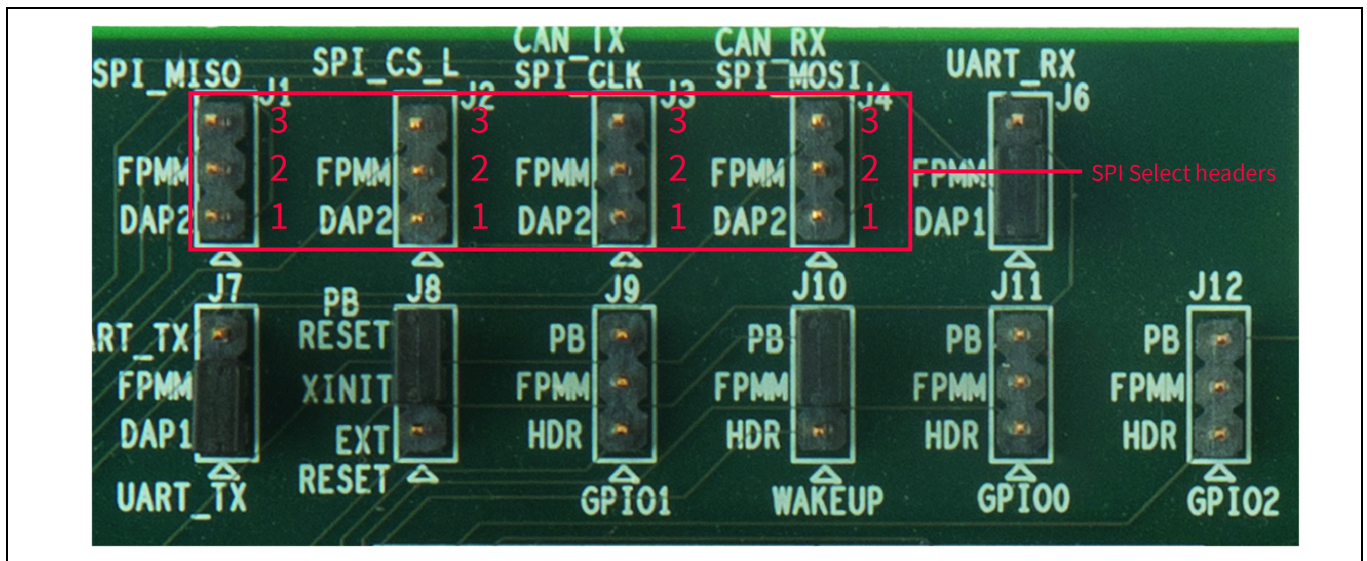 CAN_TX CAN_RX
SPI_MISO SPI_CS_L SPI_CLK SPI_MOSI UART_RX
J1 J2 J3 J4 J6
3 3 3 3
FPMM 2 FPMM 2 FPMM 2 FPMM 2 FPMM SPI Select headers
DAP2 1 DAP2 1 DAP2 1 DAP2 1 DAP1
J7 J8 J9 J10 J11 J12
PB
ART_TX RESET PB PB PB PB
FPMM XINIT FPMM FPMM FPMM FPMM
DAP1 EXT HDR HDR HDR HDR
UART_TX RESET GPIO1 WAKEUP GPIO0 GPIO2